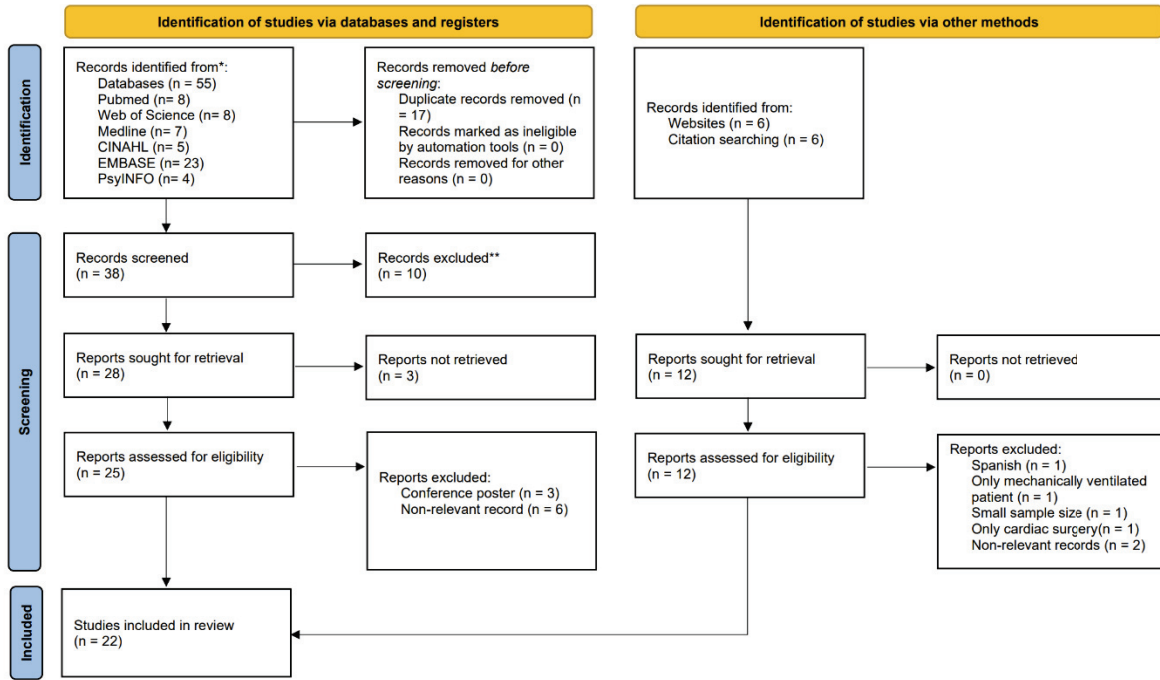 Identification of studies via databases and registers
Identification of studies via other methods
Identification
Records identified from*:
Databases (n = 55)
Pubmed (n= 8)
Web of Science (n= 8)
Medline (n= 7)
CINAHL (n= 5)
EMBASE (n= 23)
PsyINFO (n= 4)
Records removed before
screening:
Duplicate records removed (n
= 17)
Records marked as ineligible
by automation tools (n = 0)
Records removed for other
reasons (n = 0)
Records identified from:
Websites (n = 6)
Citation searching (n = 6)
Screening
Records screened
(n = 38)
Records excluded**
(n = 10)
Reports sought for retrieval
(n = 28)
Reports not retrieved
(n = 3)
Reports sought for retrieval
(n = 12)
Reports not retrieved
(n = 0)
Reports assessed for eligibility
(n = 25)
Reports excluded:
Conference poster (n = 3)
Non-relevant record (n = 6)
Reports assessed for eligibility
(n = 12)
Reports excluded:
Spanish (n = 1)
Only mechanically ventilated
patient (n = 1)
Small sample size (n = 1)
Only cardiac surgery(n = 1)
Non-relevant records (n = 2)
Included
Studies included in review
(n = 22)